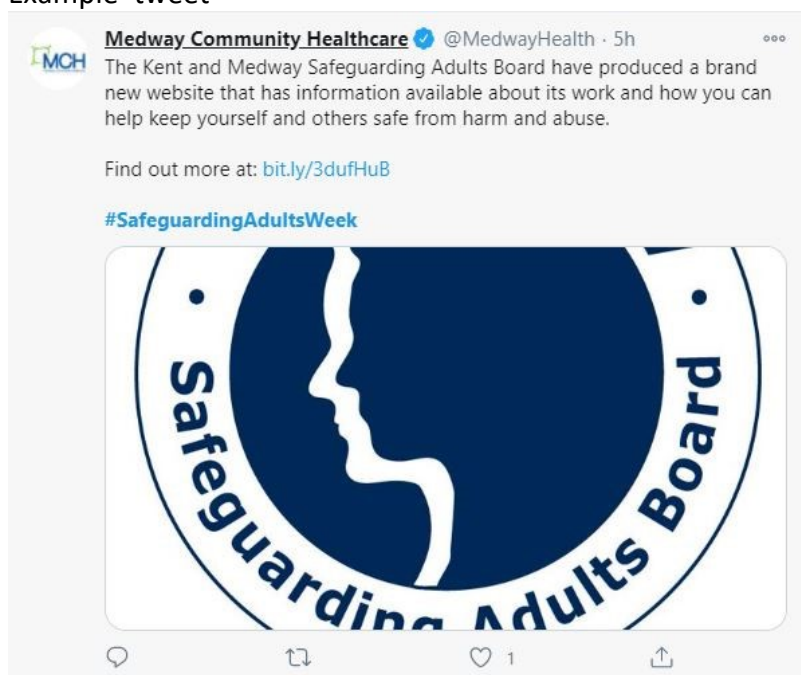 Example tweet
MCH
Medway Community Healthcare @MedwayHealth · 5h
The Kent and Medway Safeguarding Adults Board have produced a brand
new website that has information available about its work and how you can
help keep yourself and others safe from harm and abuse.
Find out more at: bit.ly/3dufHuB
#SafeguardingAdultsWeek
Safeguarding Adults Board
1